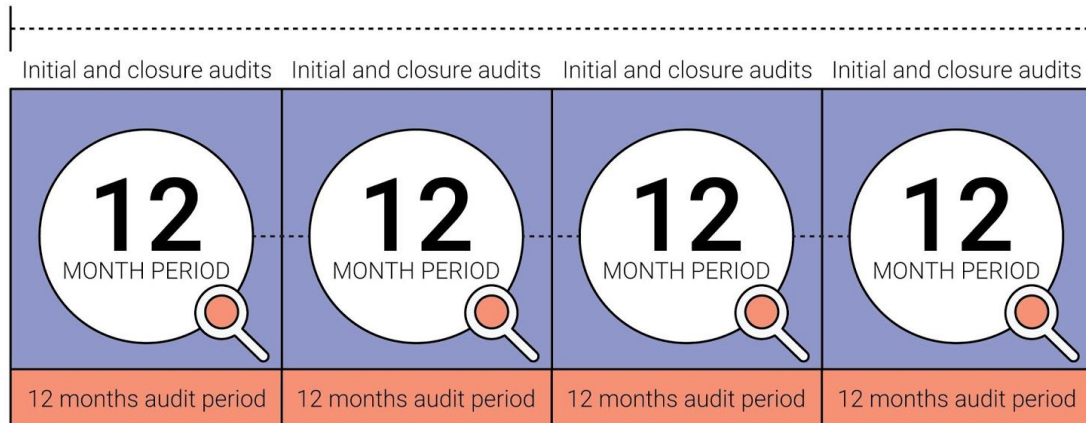 Initial and closure audits Initial and closure audits Initial and closure audits Initial and closure audits
12 12 12 12
MONTH PERIOD MONTH PERIOD MONTH PERIOD MONTH PERIOD
12 months audit period 12 months audit period 12 months audit period 12 months audit period